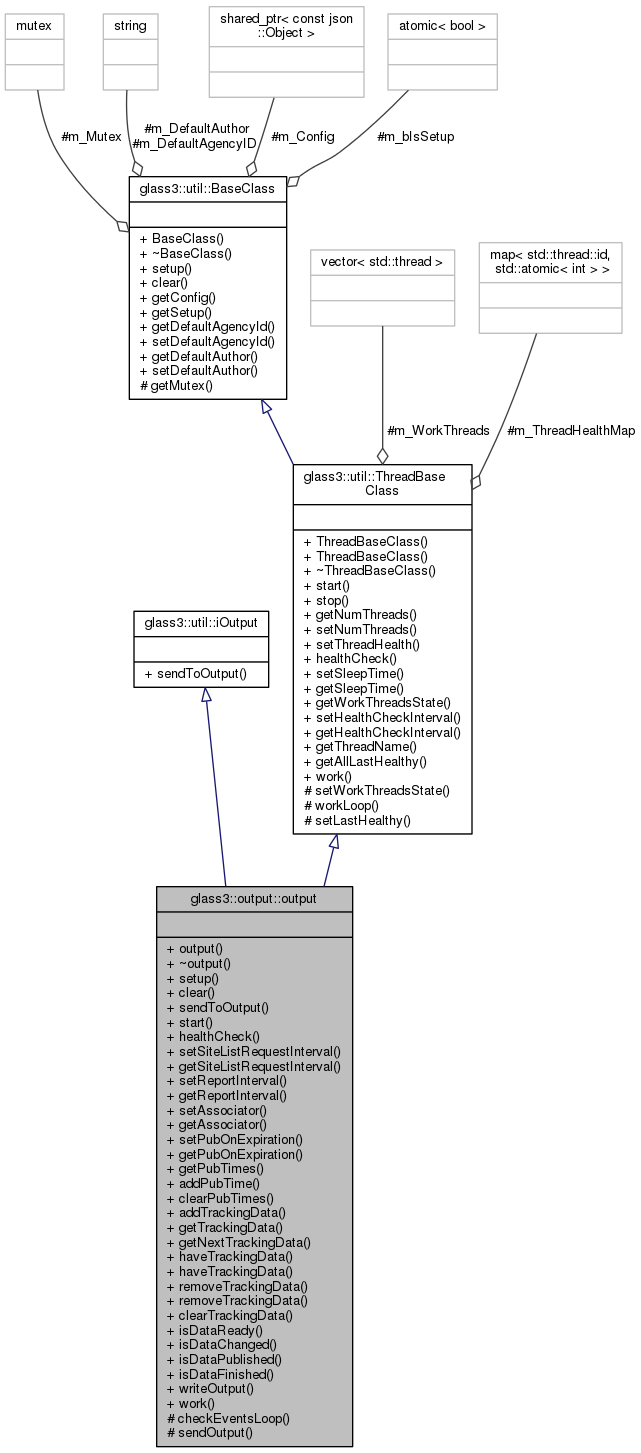 mutex
string
shared_ptr< const json
::Object >
atomic< bool >
#m_Mutex
#m_DefaultAuthor
#m_DefaultAgencyID
#m_Config
#m_bIsSetup
glass3::util::BaseClass
+ BaseClass()
+ ~BaseClass()
+ setup()
+ clear()
+ getConfig()
+ getSetup()
+ getDefaultAgencyId()
+ setDefaultAgencyId()
+ getDefaultAuthor()
+ setDefaultAuthor()
# getMutex()
vector< std::thread >
map< std::thread::id,
std::atomic< int > >
#m_WorkThreads
#m_ThreadHealthMap
glass3::util::ThreadBase
Class
+ ThreadBaseClass()
+ ThreadBaseClass()
+ ~ThreadBaseClass()
+ start()
+ stop()
+ getNumThreads()
+ setNumThreads()
+ setThreadHealth()
+ healthCheck()
+ setSleepTime()
+ getSleepTime()
+ getWorkThreadsState()
+ setHealthCheckInterval()
+ getHealthCheckInterval()
+ getThreadName()
+ getAllLastHealthy()
+ work()
# setWorkThreadsState()
# workLoop()
# setLastHealthy()
glass3::util::iOutput
+ sendToOutput()
glass3::output::output
+ output()
+ ~output()
+ setup()
+ clear()
+ sendToOutput()
+ start()
+ healthCheck()
+ setSiteListRequestInterval()
+ getSiteListRequestInterval()
+ setReportInterval()
+ getReportInterval()
+ setAssociator()
+ getAssociator()
+ setPubOnExpiration()
+ getPubOnExpiration()
+ getPubTimes()
+ addPubTime()
+ clearPubTimes()
+ addTrackingData()
+ getTrackingData()
+ getNextTrackingData()
+ haveTrackingData()
+ haveTrackingData()
+ removeTrackingData()
+ removeTrackingData()
+ clearTrackingData()
+ isDataReady()
+ isDataChanged()
+ isDataPublished()
+ isDataFinished()
+ writeOutput()
+ work()
# checkEventsLoop()
# sendOutput()